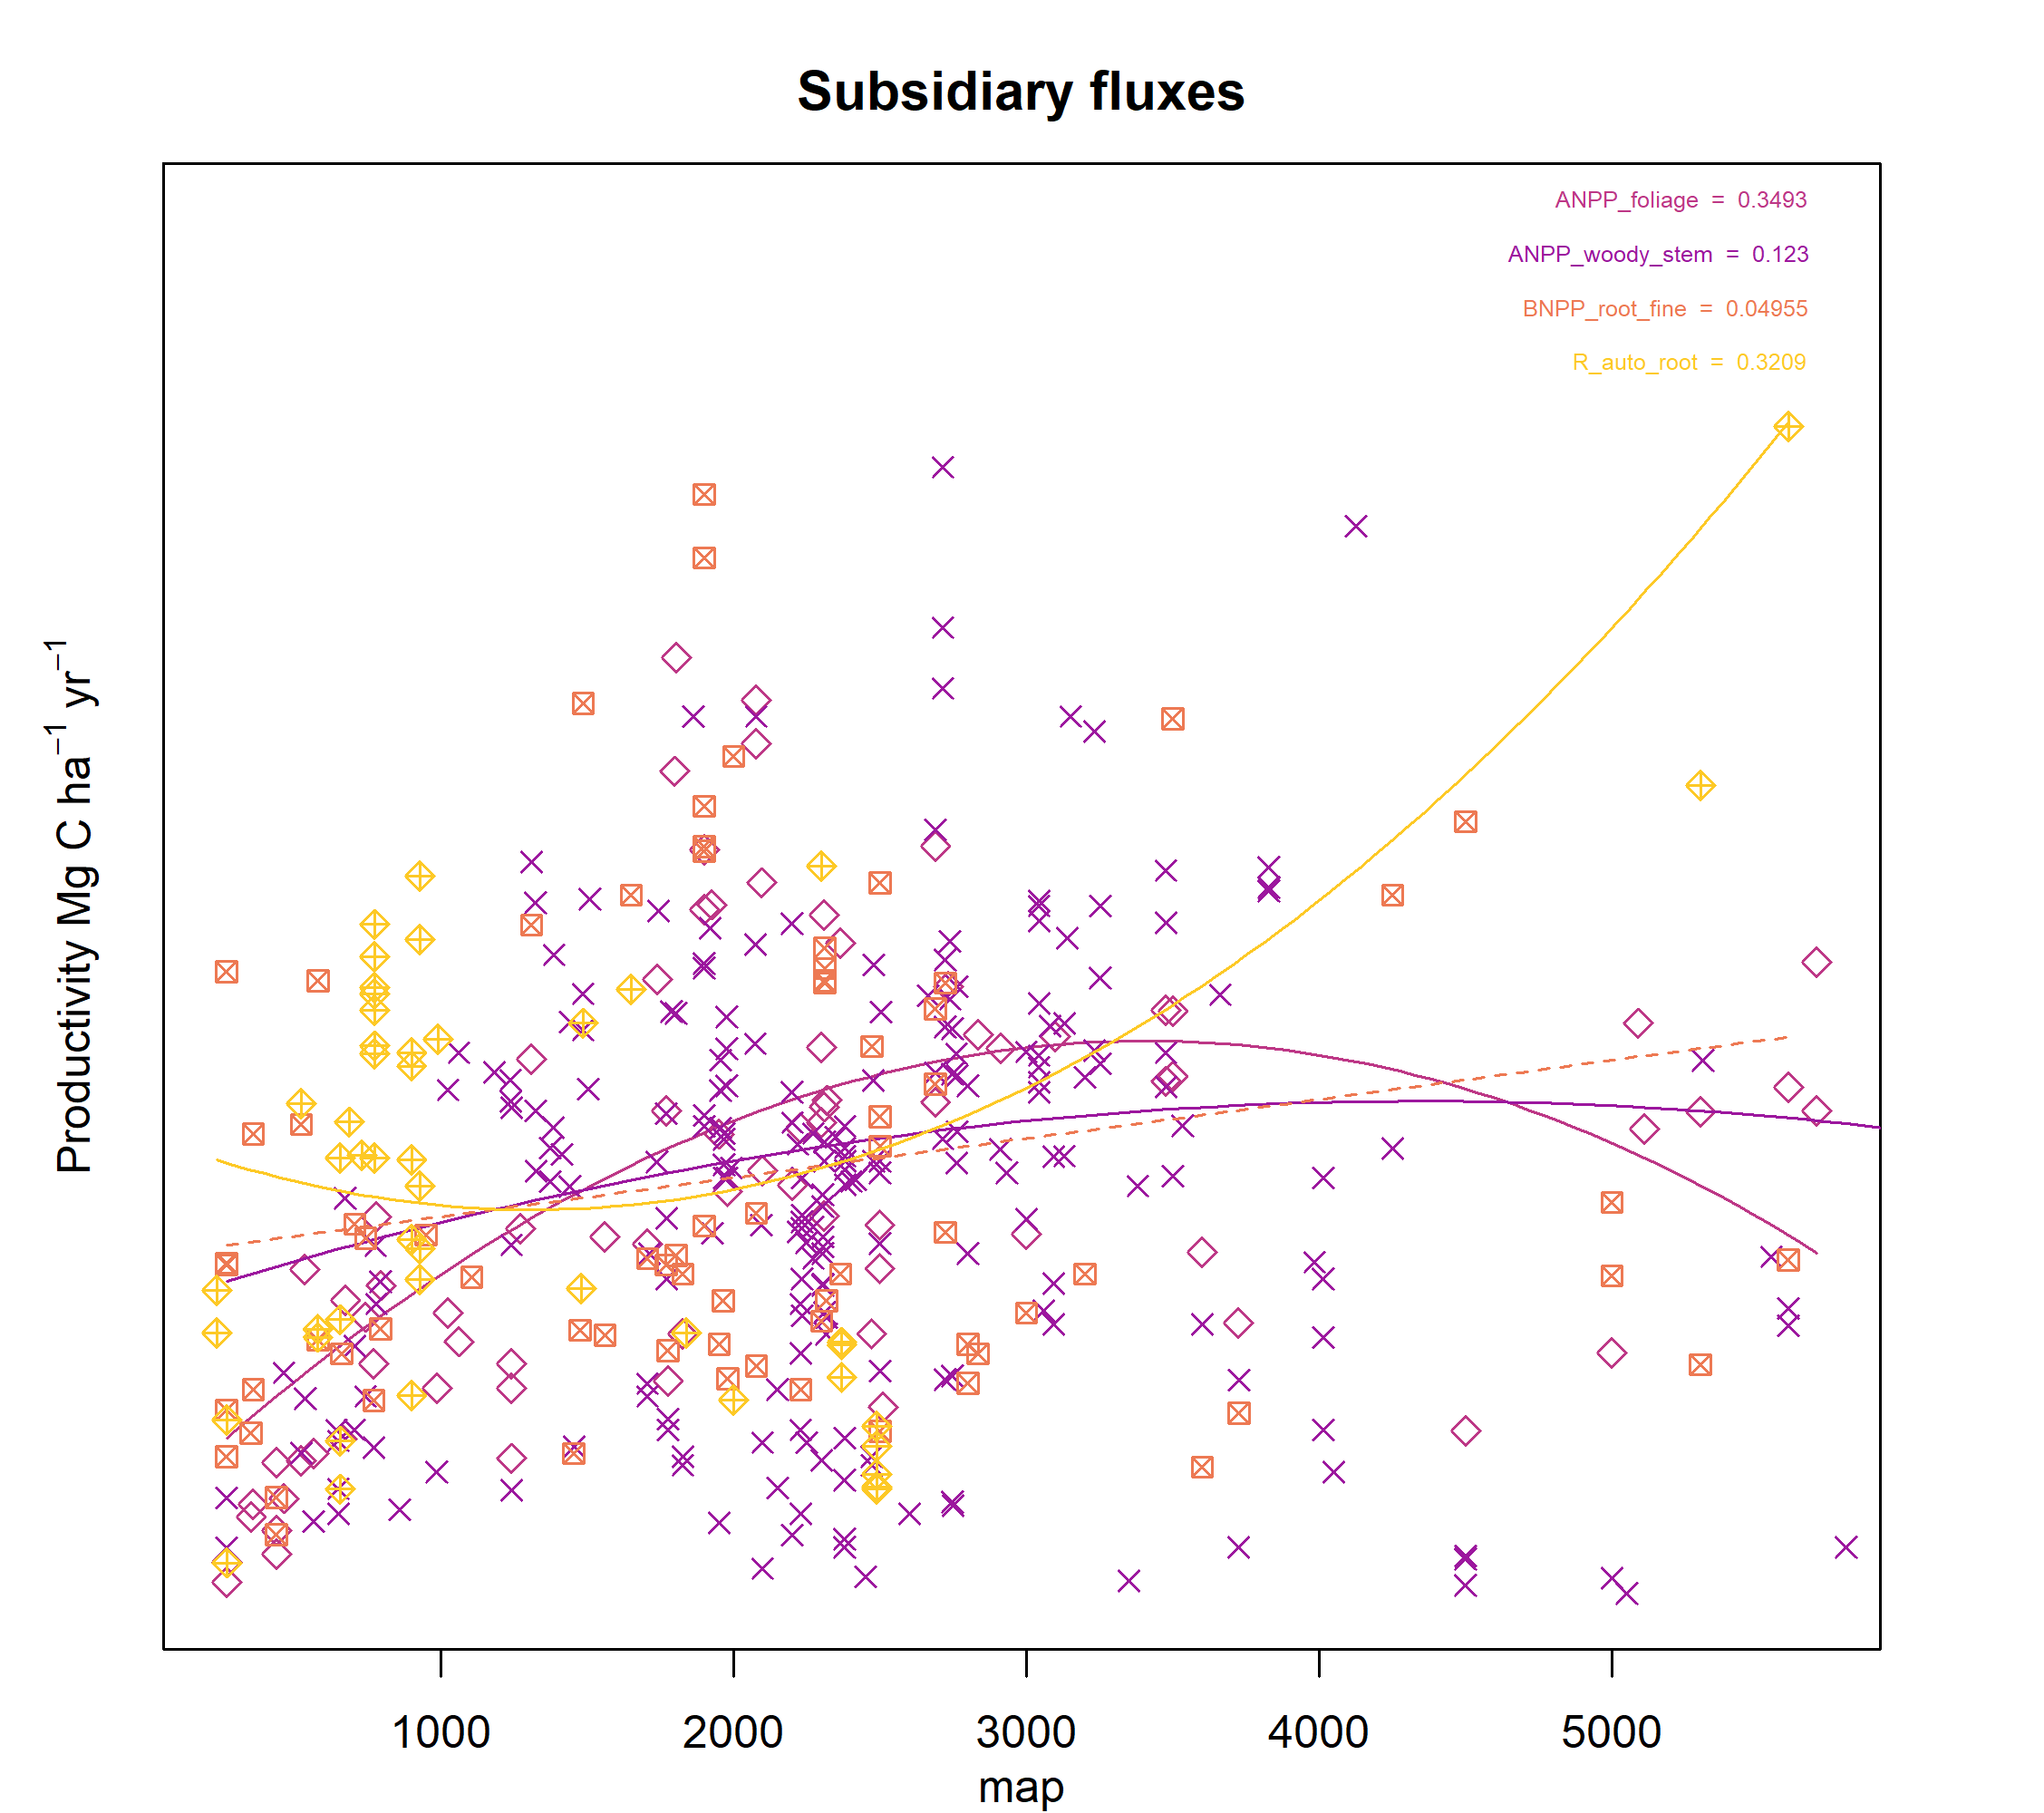 Subsidiary fluxes
ANPP_foliage = 0.3493
ANPP_woody_stem = 0.123
BNPP_root_fine = 0.04955
R_auto_root = 0.3209
Productivity Mg C ha⁻¹ yr⁻¹
1000 2000 3000 4000 5000
map